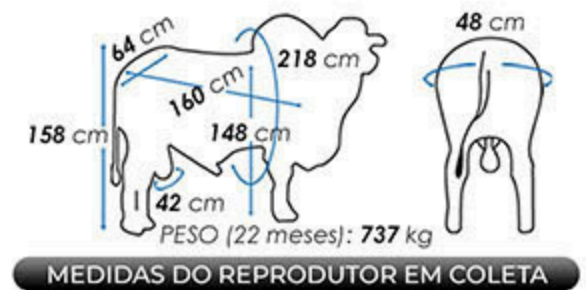 64 cm
48 cm
218 cm
160 cm
158 cm
148 cm
42 cm
PESO (22 meses): 737 kg
MEDIDAS DO REPRODUTOR EM COLETA